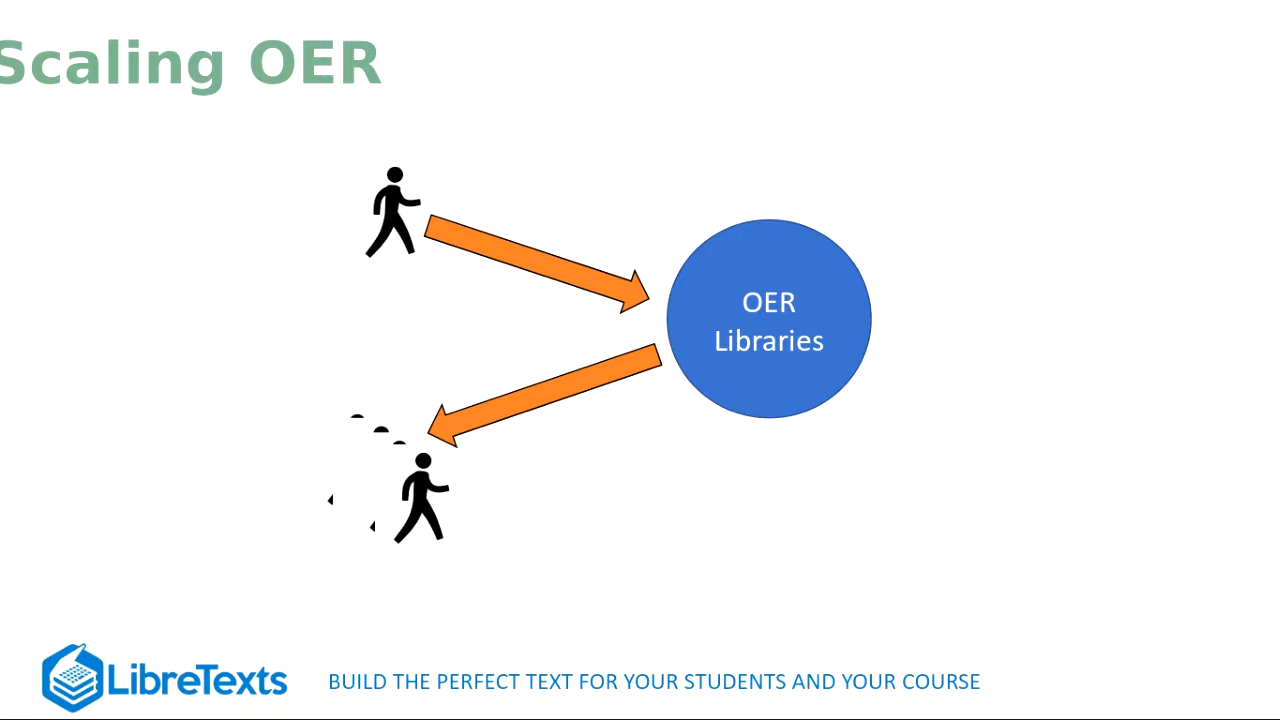 Scaling OER
OER
Libraries
LibreTexts
BUILD THE PERFECT TEXT FOR YOUR STUDENTS AND YOUR COURSE